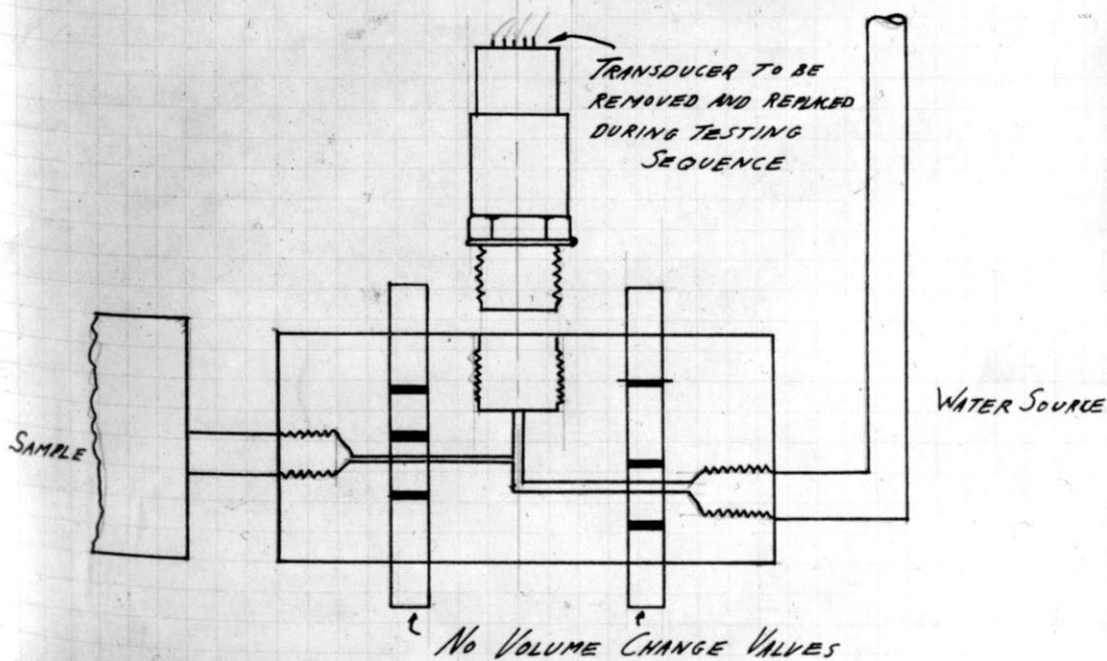 TRANSDUCER TO BE
REMOVED AND REPLACED
DURING TESTING
SEQUENCE
SAMPLE
WATER SOURCE
NO VOLUME CHANGE VALVES